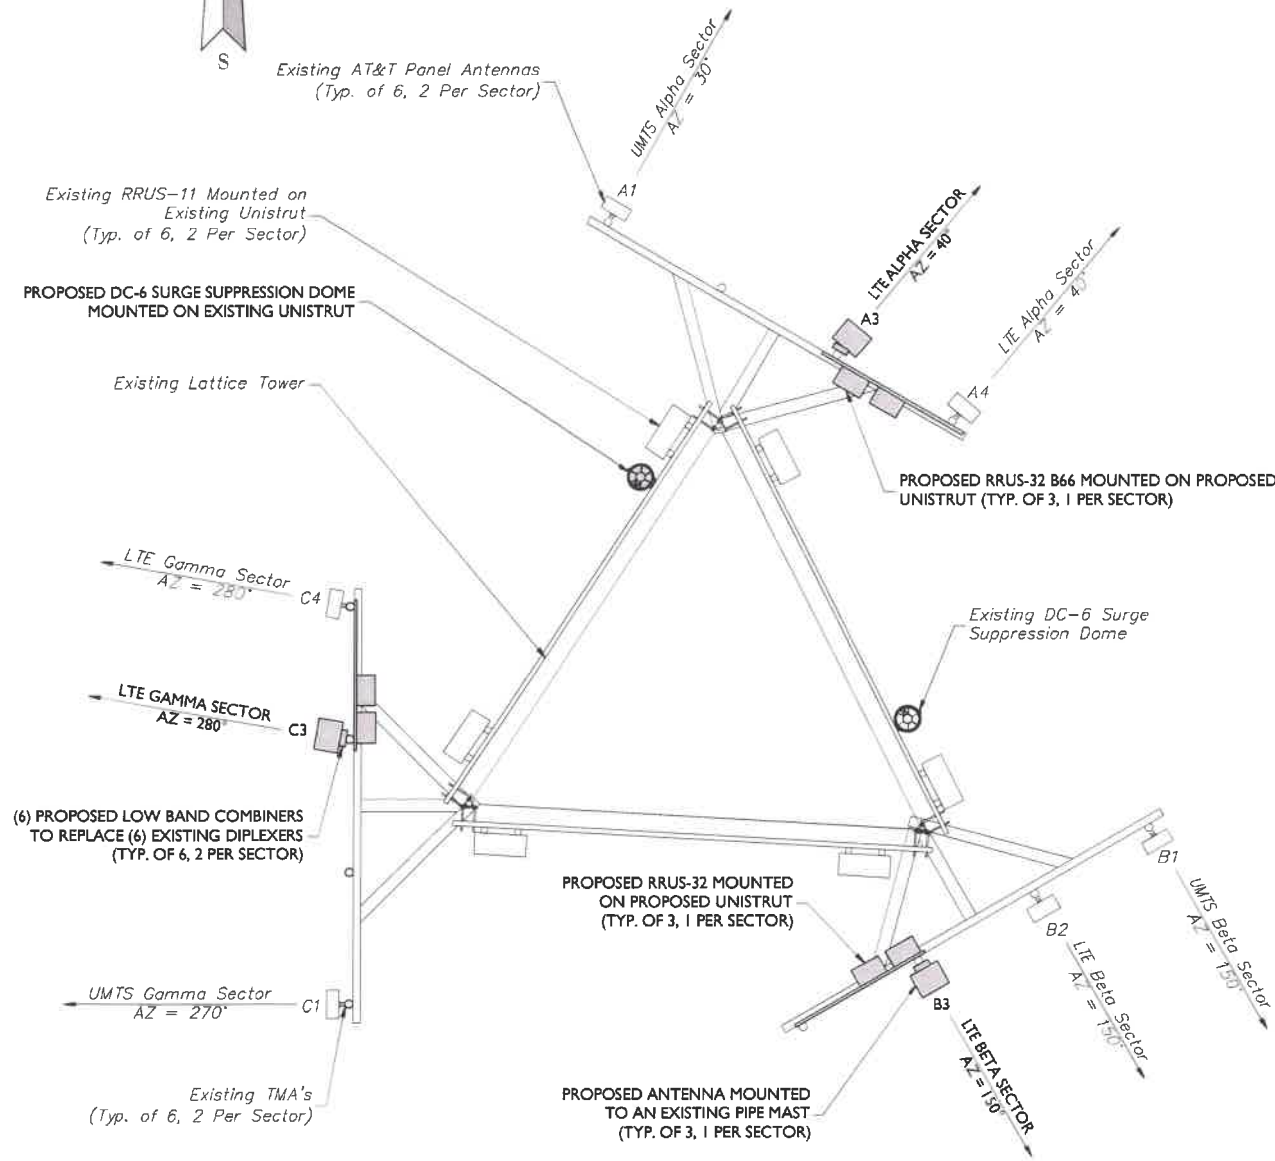 S
Existing AT&T Panel Antennas
(Typ. of 6, 2 Per Sector)
UMTS Alpha Sector
AZ = 30°
A1
Existing RRUS-11 Mounted on
Existing Unistrut
(Typ. of 6, 2 Per Sector)
LTE ALPHA SECTOR
AZ = 40°
A3
LTE Alpha Sector
AZ = 40°
A4
PROPOSED DC-6 SURGE SUPPRESSION DOME
MOUNTED ON EXISTING UNISTRUT
Existing Lattice Tower
PROPOSED RRUS-32 B66 MOUNTED ON PROPOSED
UNISTRUT (TYP. OF 3, 1 PER SECTOR)
LTE Gamma Sector
AZ = 280°
C4
Existing DC-6 Surge
Suppression Dome
LTE GAMMA SECTOR
AZ = 280°
C3
(6) PROPOSED LOW BAND COMBINERS
TO REPLACE (6) EXISTING DIPLEXERS
(TYP. OF 6, 2 PER SECTOR)
PROPOSED RRUS-32 MOUNTED
ON PROPOSED UNISTRUT
(TYP. OF 3, 1 PER SECTOR)
B1
UMTS Beta Sector
AZ = 150°
B2
LTE Beta Sector
AZ = 150°
B3
LTE BETA SECTOR
AZ = 150°
UMTS Gamma Sector
AZ = 270°
C1
Existing TMA's
(Typ. of 6, 2 Per Sector)
PROPOSED ANTENNA MOUNTED
TO AN EXISTING PIPE MAST
(TYP. OF 3, 1 PER SECTOR)